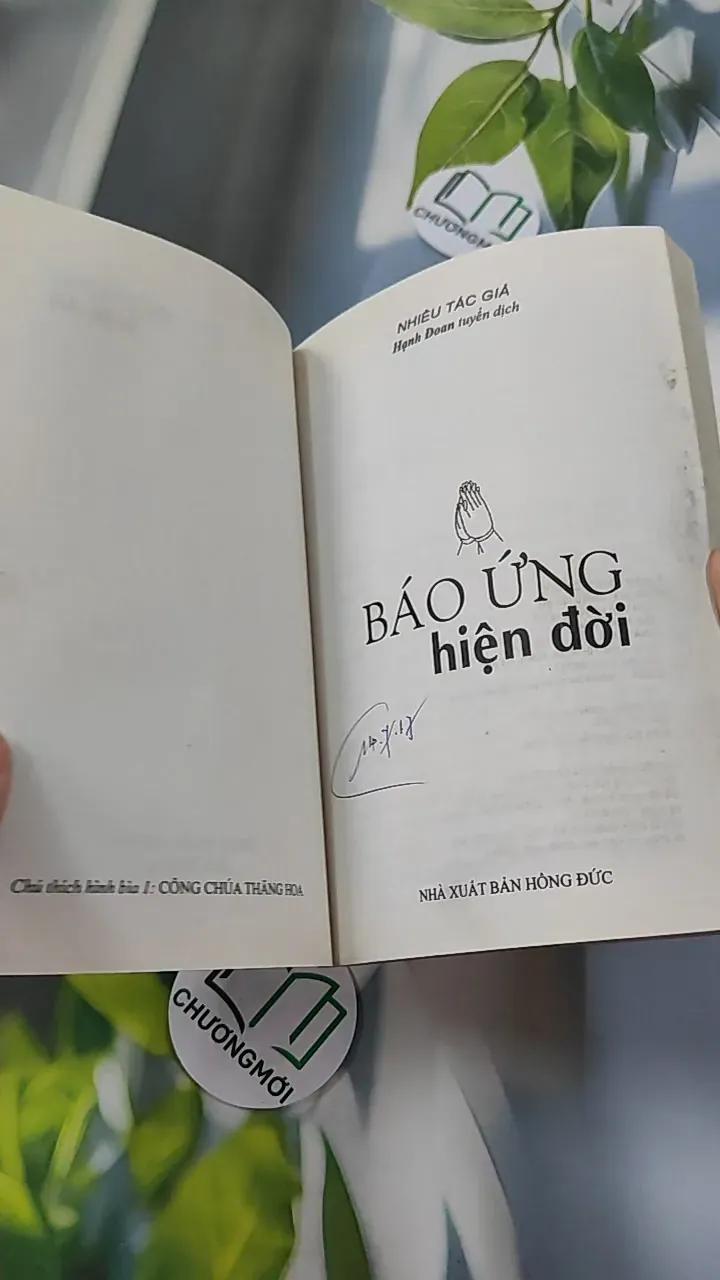 CHƯƠNGM
NHIỀU TÁC GIẢ
Hạnh Đoan tuyển dịch
BÁO ỨNG
hiện đời
Chú thích hình bìa 1: CÔNG CHÚA THĂNG HOA
NHÀ XUẤT BẢN HỒNG ĐỨC
CHƯƠNGMỚI